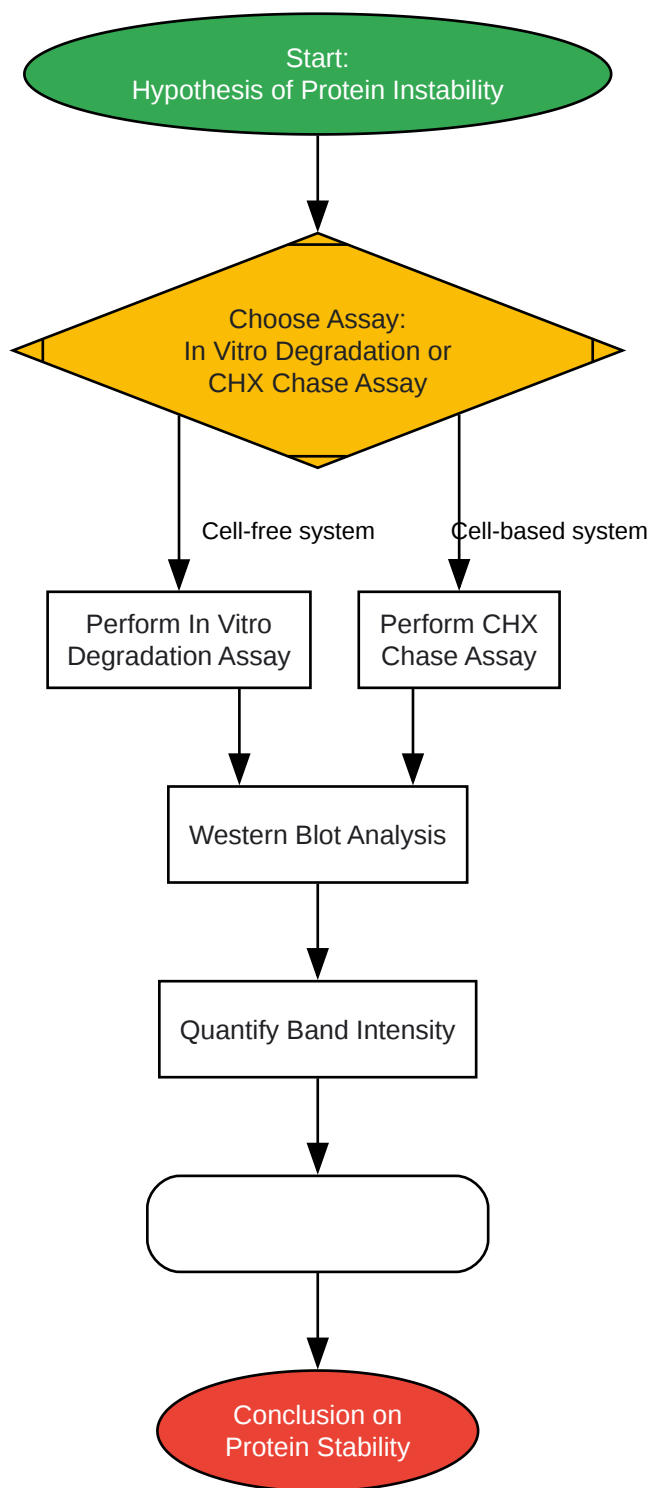 Start:
Hypothesis of Protein Instability
Choose Assay:
In Vitro Degradation or
CHX Chase Assay
Cell-free system
Cell-based system
Perform In Vitro
Degradation Assay
Perform CHX
Chase Assay
Western Blot Analysis
Quantify Band Intensity
Conclusion on
Protein Stability